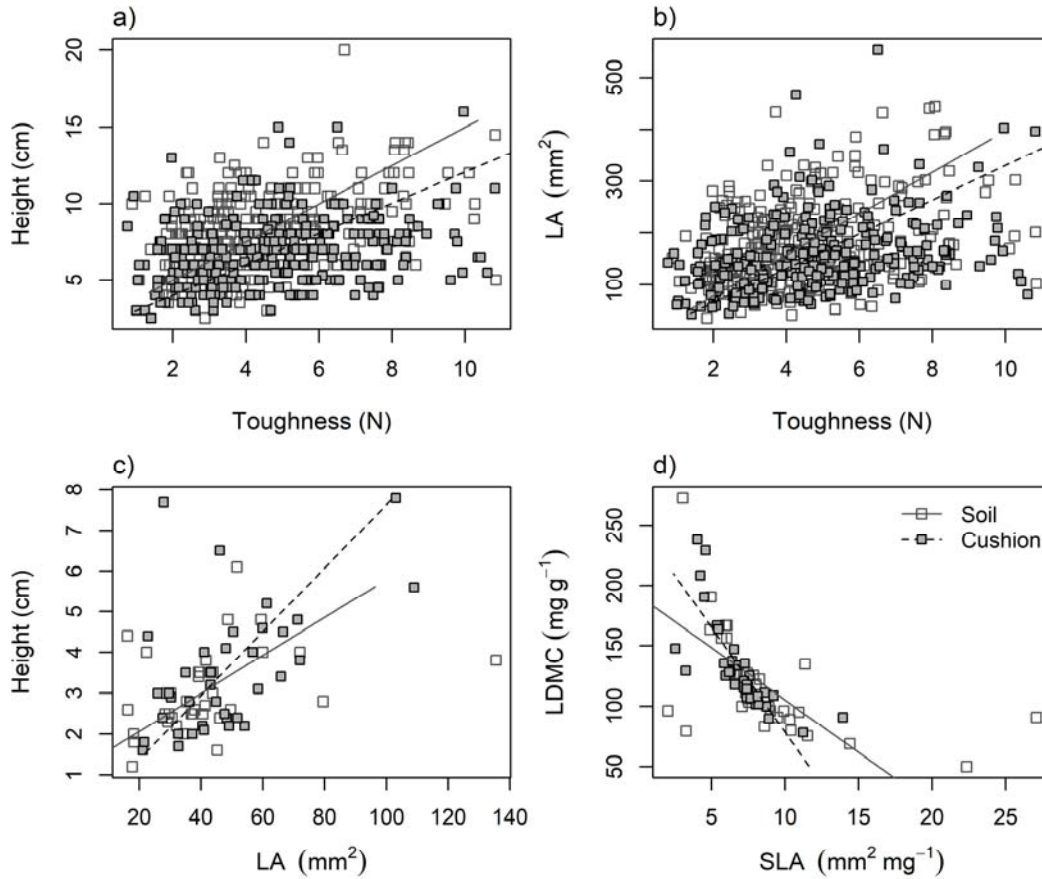 a)
20
15
10
5
Height (cm)
2 4 6 8 10
Toughness (N)
b)
500
300
100
LA (mm²)
2 4 6 8 10
Toughness (N)
c)
8
7
6
5
4
3
2
1
Height (cm)
20 40 60 80 100 120 140
LA (mm²)
d)
Soil
Cushion
250
200
150
100
50
LDMC (mg g⁻¹)
5 10 15 20 25
SLA (mm² mg⁻¹)